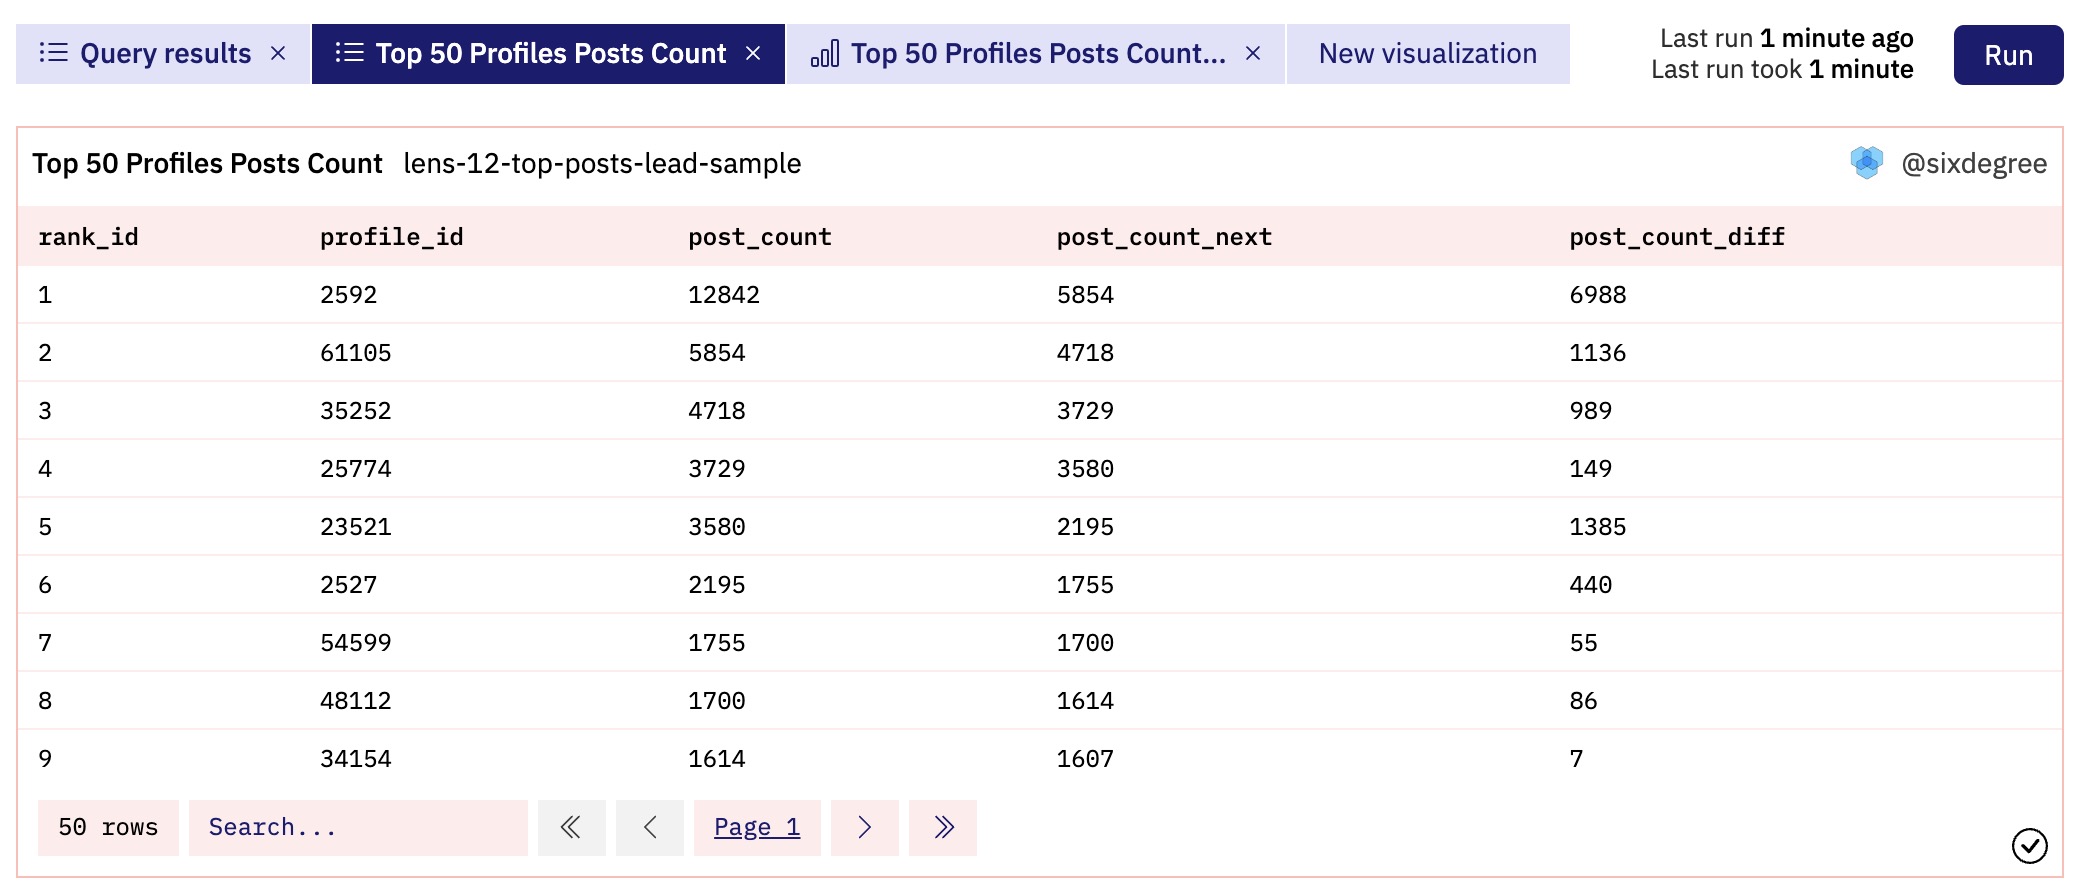 Query results Top 50 Profiles Posts Count Top 50 Profiles Posts Count... New visualization
Last run 1 minute ago
Last run took 1 minute
Run
Top 50 Profiles Posts Count lens-12-top-posts-lead-sample @sixdegree
rank_id profile_id post_count post_count_next post_count_diff
1 2592 12842 5854 6988
2 61105 5854 4718 1136
3 35252 4718 3729 989
4 25774 3729 3580 149
5 23521 3580 2195 1385
6 2527 2195 1755 440
7 54599 1755 1700 55
8 48112 1700 1614 86
9 34154 1614 1607 7
50 rows Search... Page 1